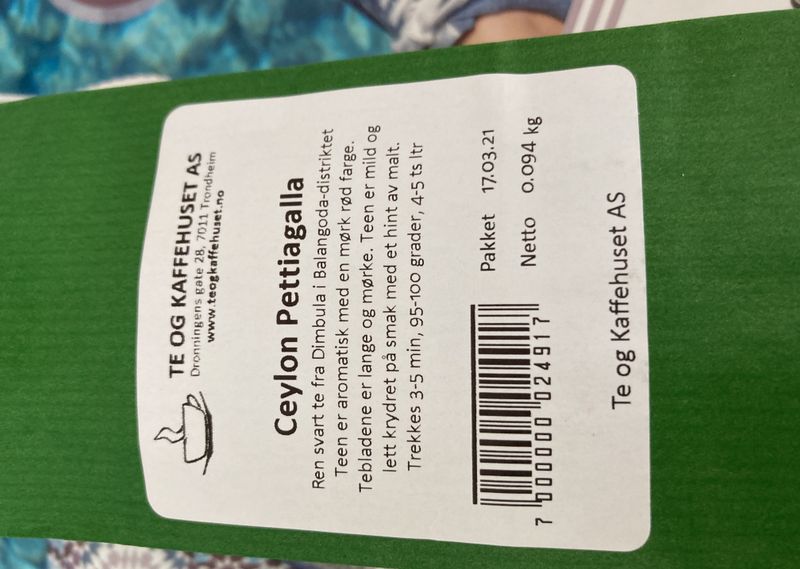 TE OG KAFFEHUSET AS
Dronningens gate 28, 7011 Trondheim
www.teogkaffehuset.no
Ceylon Pettiagalla
Ren svart te fra Dimbula i Balangoda-distriktet
Teen er aromatisk med en mørk rød farge.
Tebladene er lange og mørke. Teen er mild og
lett krydret på smak med et hint av malt.
Trekkes 3-5 min, 95-100 grader, 4-5 ts ltr
Pakket 17.03.21
Netto 0.094 kg
7 000000 024917
Te og Kaffehuset AS